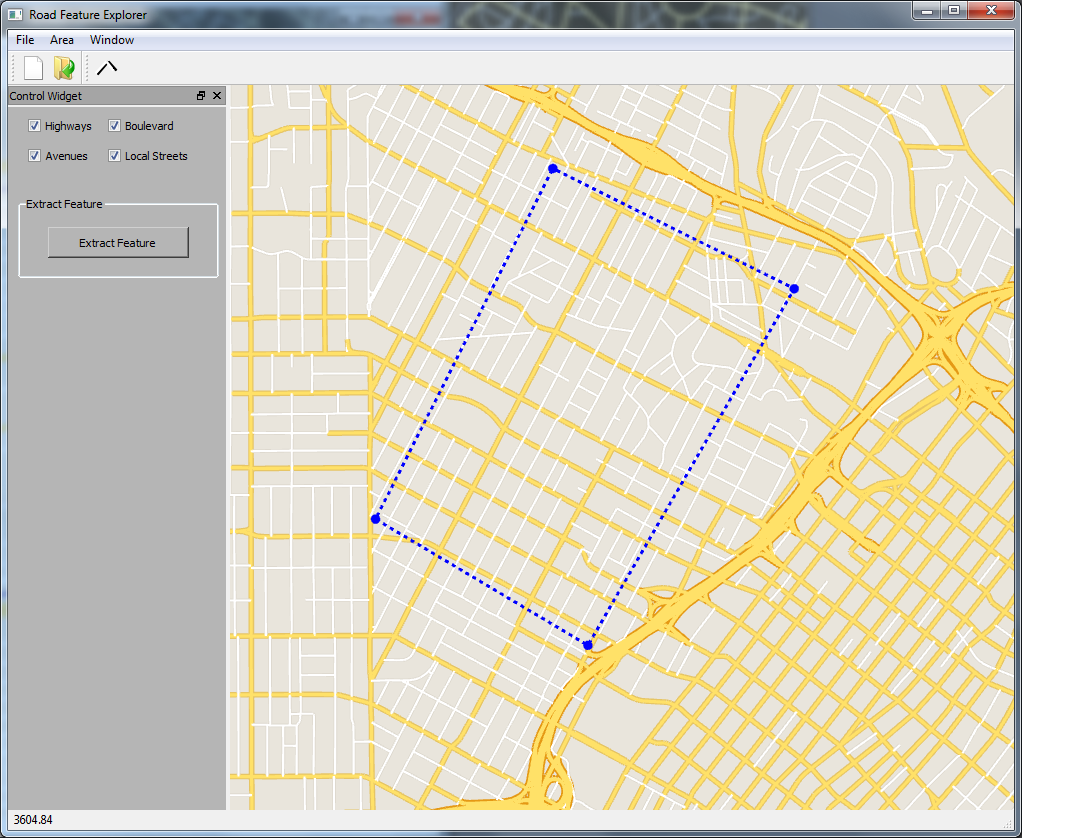 Road Feature Explorer
File Area Window
Control Widget
Highways Boulevard
Avenues Local Streets
Extract Feature
Extract Feature
3604.84